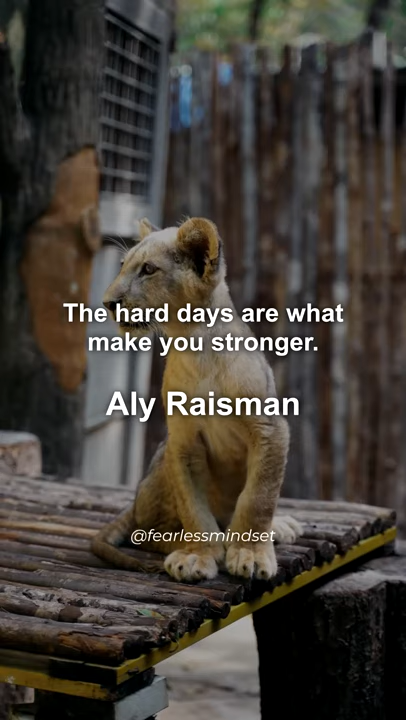 The hard days are what
make you stronger.
Aly Raisman
@fearlessmindset